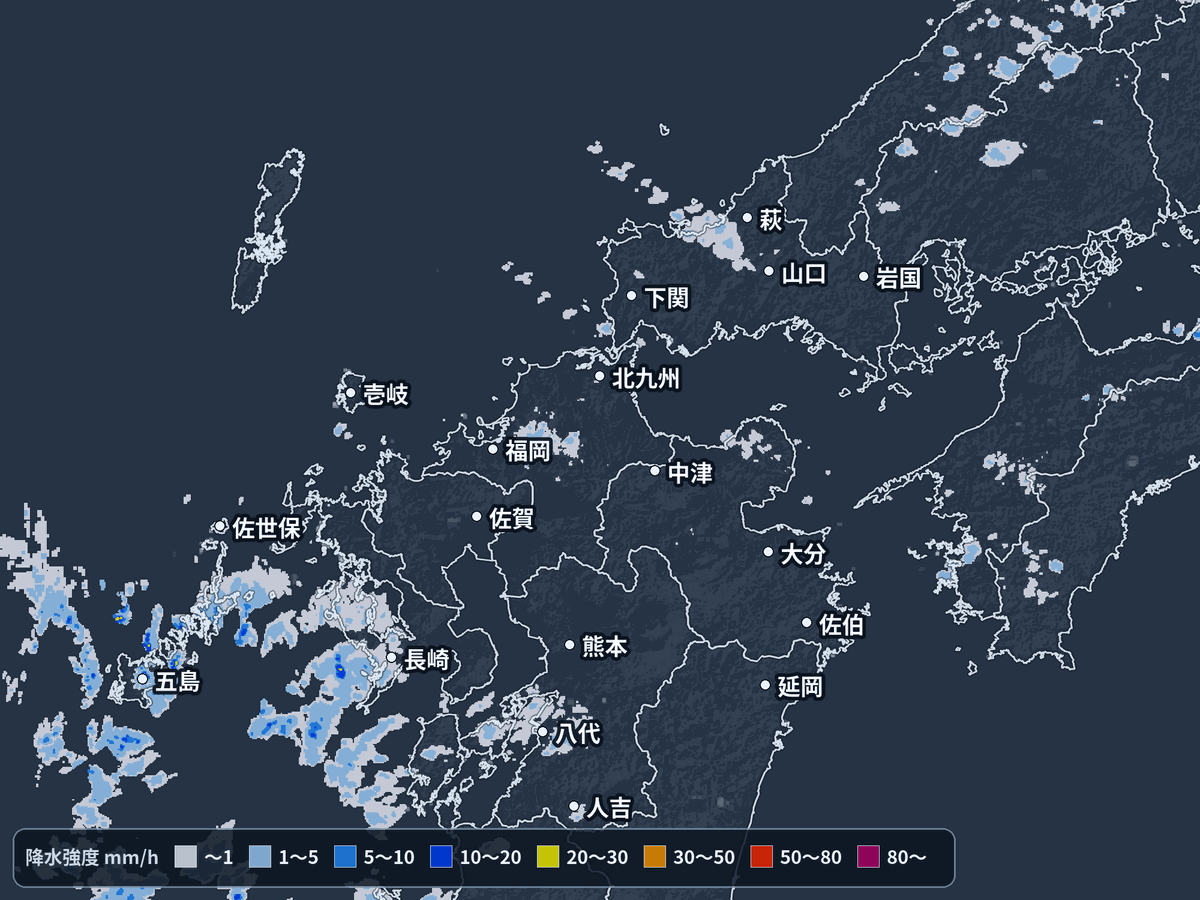 萩
山口
岩国
下関
北九州
壱岐
福岡
中津
佐賀
佐世保
大分
佐伯
熊本
長崎
五島
延岡
八代
人吉
降水強度 mm/h ～1 1～5 5～10 10～20 20～30 30～50 50～80 80～